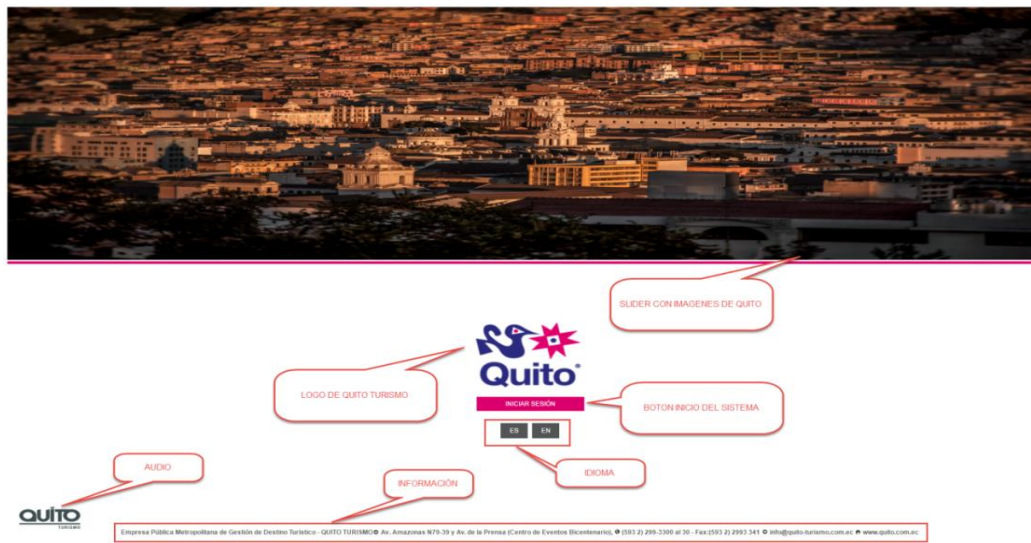 SLIDER CON IMAGENES DE QUITO
Quito
LOGO DE QUITO TURISMO
INICIAR SESIÓN
BOTON INICIO DEL SISTEMA
ES EN
AUDIO
IDIOMA
INFORMACIÓN
QUITO
TURISMO
Empresa Pública Metropolitana de Gestión de Destino Turístico - QUITO TURISMO Av. Amazonas N70-39 y Av. de la Prensa (Centro de Eventos Bicentenario), (593 2) 299-3300 al 30 - Fax:(593 2) 2993 341 info@quito-turismo.com.ec www.quito.com.ec